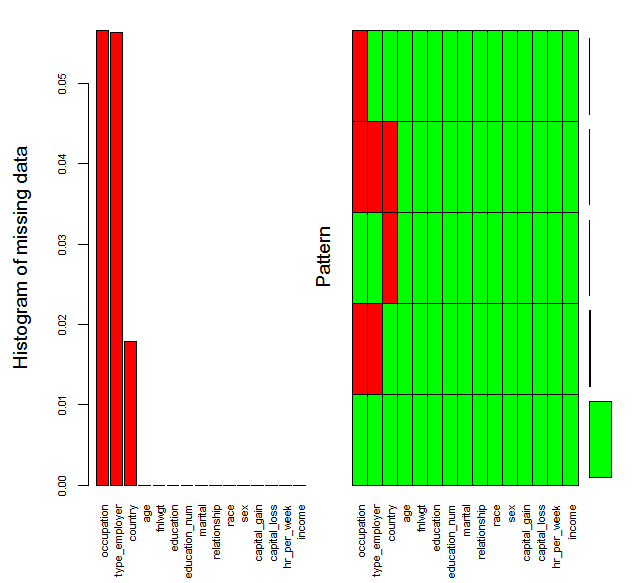 Histogram of missing data
0.00
0.01
0.02
0.03
0.04
0.05
occupation
type_employer
country
age
fnlwgt
education
education_num
marital
relationship
race
sex
capital_gain
capital_loss
hr_per_week
income
Pattern
occupation
type_employer
country
age
fnlwgt
education
education_num
marital
relationship
race
sex
capital_gain
capital_loss
hr_per_week
income